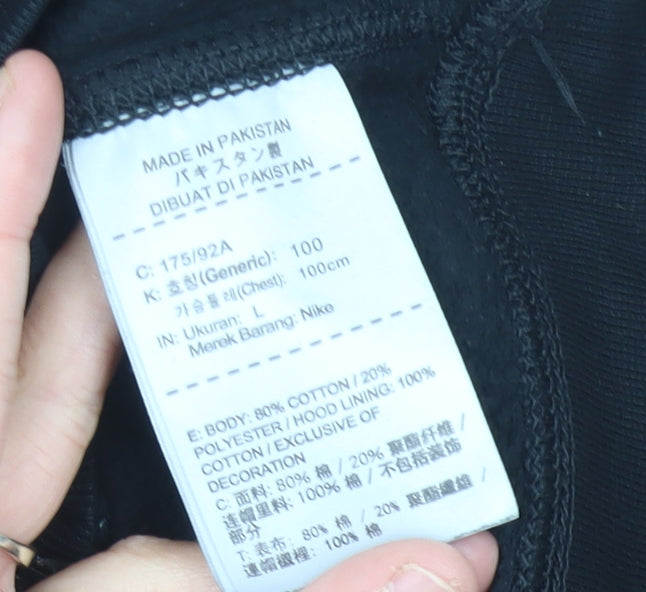 MADE IN PAKISTAN
パキスタン製
DIBUAT DI PAKISTAN
C: 175/92A
K: 호칭(Generic): 100
가슴둘레(Chest): 100cm
IN: Ukuran: L
Merek Barang: Nike
E: BODY: 80% COTTON / 20%
POLYESTER / HOOD LINING: 100%
COTTON / EXCLUSIVE OF
DECORATION
C: 面料: 80% 棉 / 20% 聚酯纤维 /
连帽里料: 100% 棉 / 不包括装饰
部分
T: 表布: 80% 棉 / 20% 聚酯纖維 /
連帽襯裡: 100% 棉